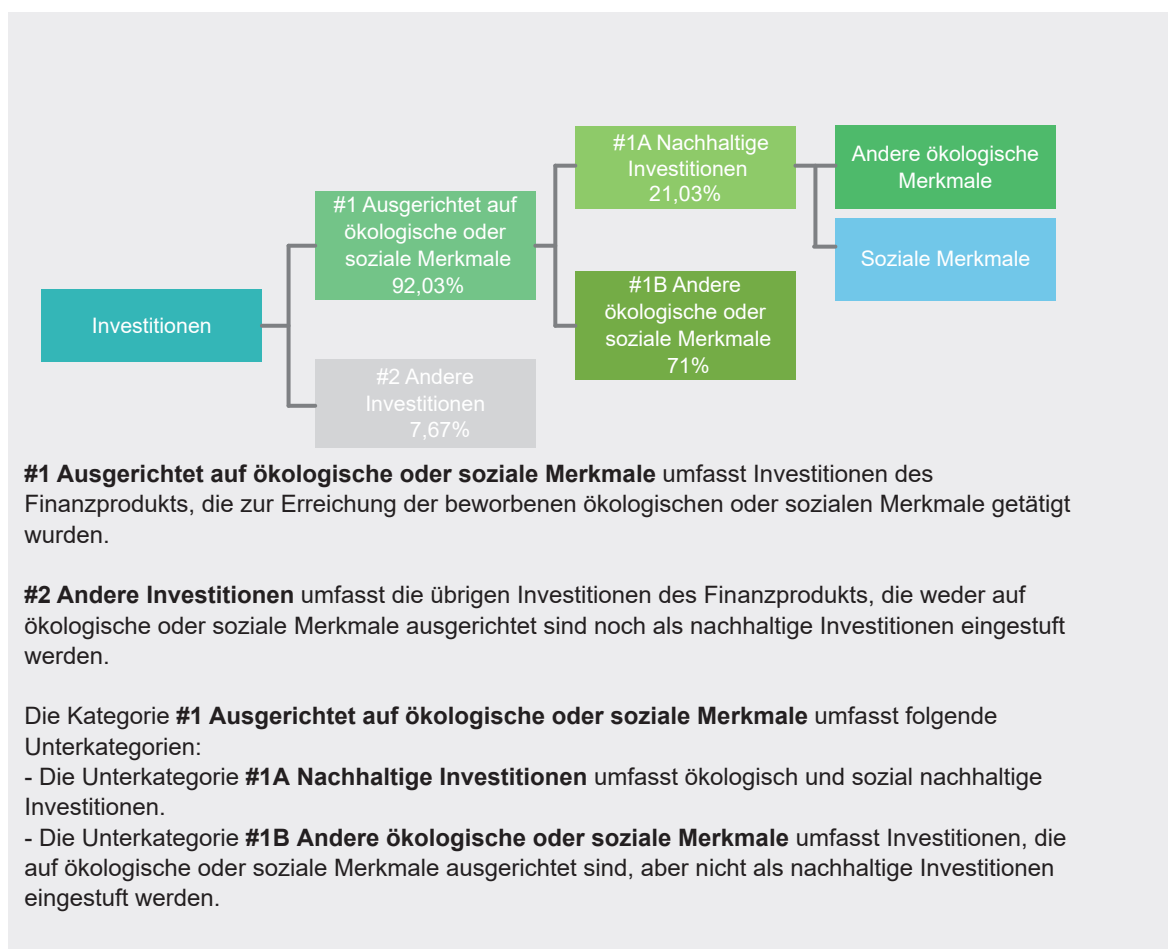 #1A Nachhaltige
Investitionen
21,03%
Andere ökologische
Merkmale
#1 Ausgerichtet auf
ökologische oder
soziale Merkmale
92,03%
Soziale Merkmale
#1B Andere
ökologische oder
soziale Merkmale
71%
Investitionen
#2 Andere
Investitionen
7,67%
#1 Ausgerichtet auf ökologische oder soziale Merkmale umfasst Investitionen des
Finanzprodukts, die zur Erreichung der beworbenen ökologischen oder sozialen Merkmale getätigt
wurden.
#2 Andere Investitionen umfasst die übrigen Investitionen des Finanzprodukts, die weder auf
ökologische oder soziale Merkmale ausgerichtet sind noch als nachhaltige Investitionen eingestuft
werden.
Die Kategorie #1 Ausgerichtet auf ökologische oder soziale Merkmale umfasst folgende
Unterkategorien:
- Die Unterkategorie #1A Nachhaltige Investitionen umfasst ökologisch und sozial nachhaltige
Investitionen.
- Die Unterkategorie #1B Andere ökologische oder soziale Merkmale umfasst Investitionen, die
auf ökologische oder soziale Merkmale ausgerichtet sind, aber nicht als nachhaltige Investitionen
eingestuft werden.